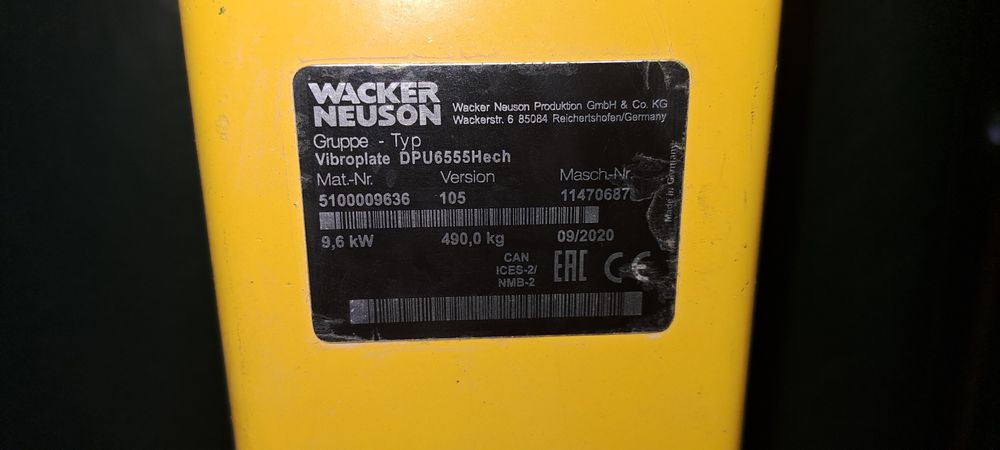 WACKER
NEUSON
Wacker Neuson Produktion GmbH & Co. KG
Wackerstr. 6 85084 Reichertshofen/Germany
Gruppe - Typ
Vibroplate DPU6555Hech
Mat.-Nr. Version Masch.-Nr.
5100009636 105 11470687
9,6 kW 490,0 kg 09/2020
CAN
ICES-2/
NMB-2
EAC CE
Made in Germany